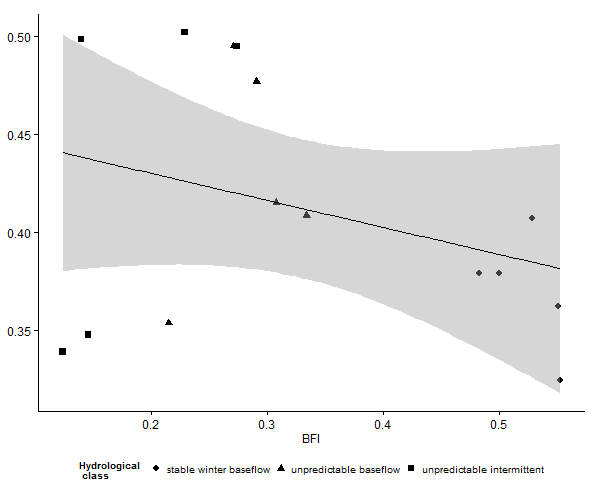 0.50
0.45
0.40
0.35
0.2 0.3 0.4 0.5
BFI
Hydrological
class
stable winter baseflow unpredictable baseflow unpredictable intermittent